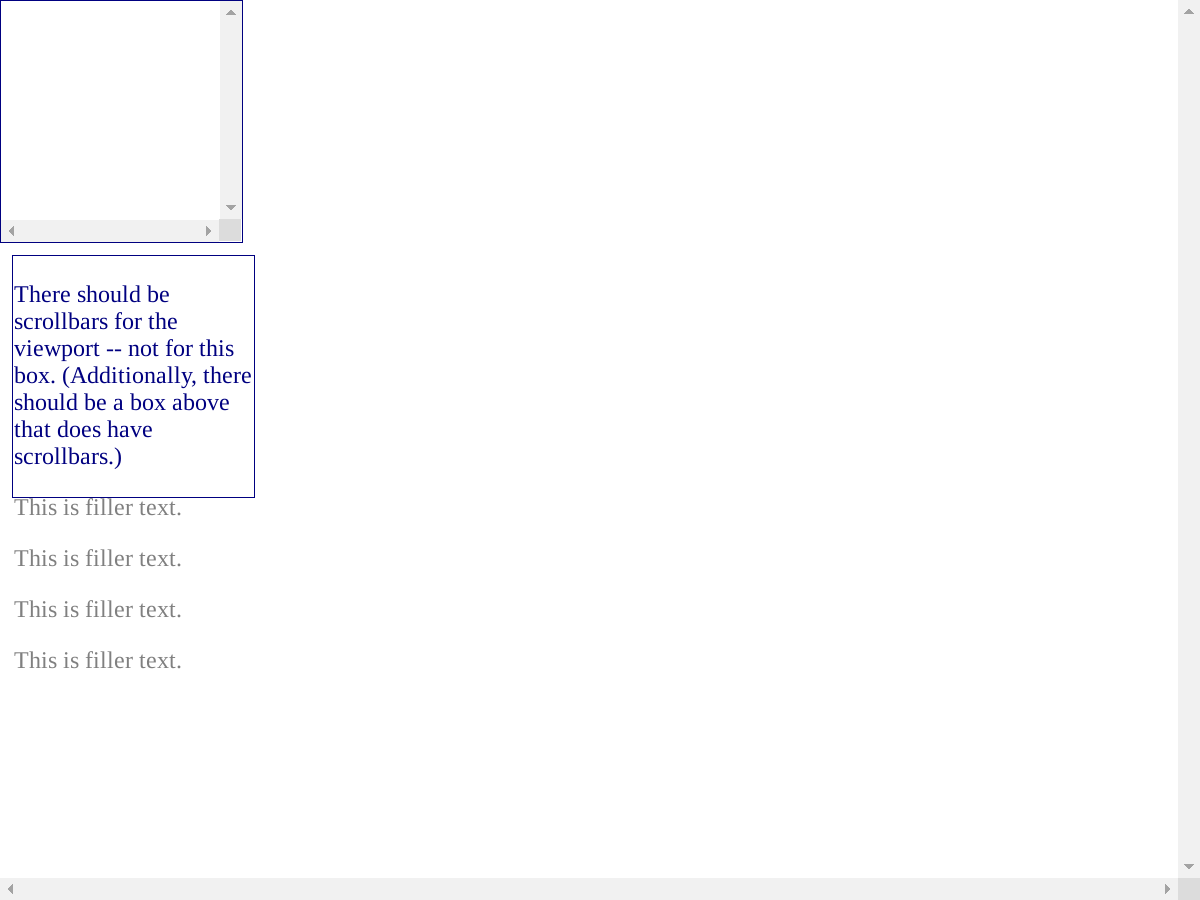 There should be
scrollbars for the
viewport -- not for this
box. (Additionally, there
should be a box above
that does have
scrollbars.)
This is filler text.
This is filler text.
This is filler text.
This is filler text.